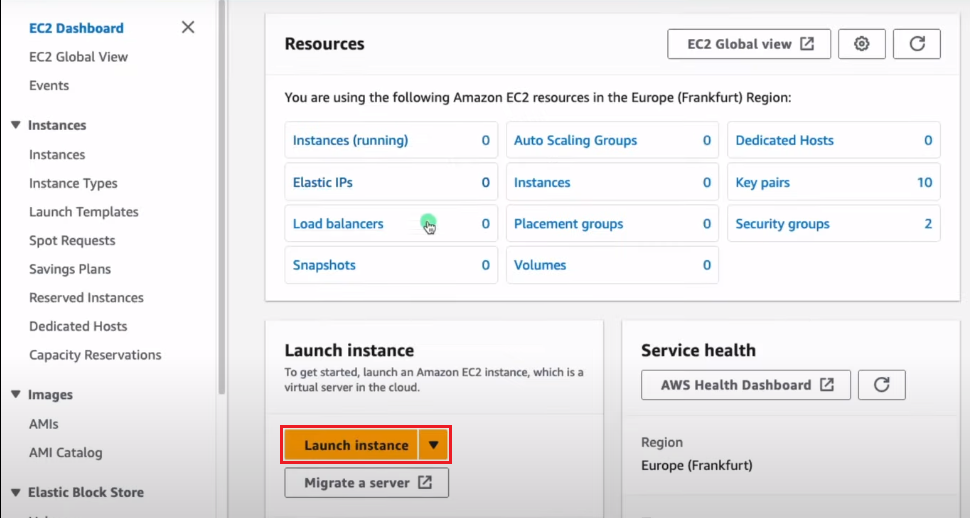 EC2 Dashboard
EC2 Global View
Events
Instances
Instances
Instance Types
Launch Templates
Spot Requests
Savings Plans
Reserved Instances
Dedicated Hosts
Capacity Reservations
Images
AMIs
AMI Catalog
Elastic Block Store
Resources
EC2 Global view
You are using the following Amazon EC2 resources in the Europe (Frankfurt) Region:
Instances (running) 0
Auto Scaling Groups 0
Dedicated Hosts 0
Elastic IPs 0
Instances 0
Key pairs 10
Load balancers 0
Placement groups 0
Security groups 2
Snapshots 0
Volumes 0
Launch instance
To get started, launch an Amazon EC2 instance, which is a
virtual server in the cloud.
Launch instance
Migrate a server
Service health
AWS Health Dashboard
Region
Europe (Frankfurt)